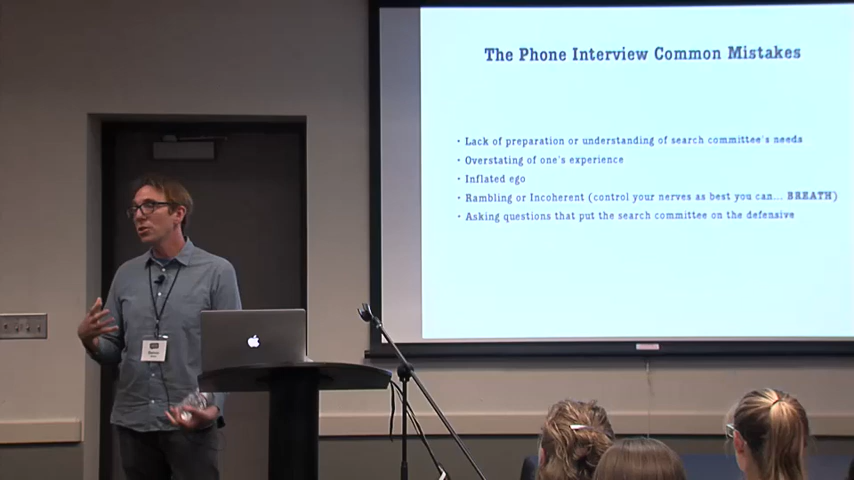 The Phone Interview Common Mistakes
• Lack of preparation or understanding of search committee's needs
• Overstating of one's experience
• Inflated ego
• Rambling or Incoherent (control your nerves as best you can... BREATH)
• Asking questions that put the search committee on the defensive